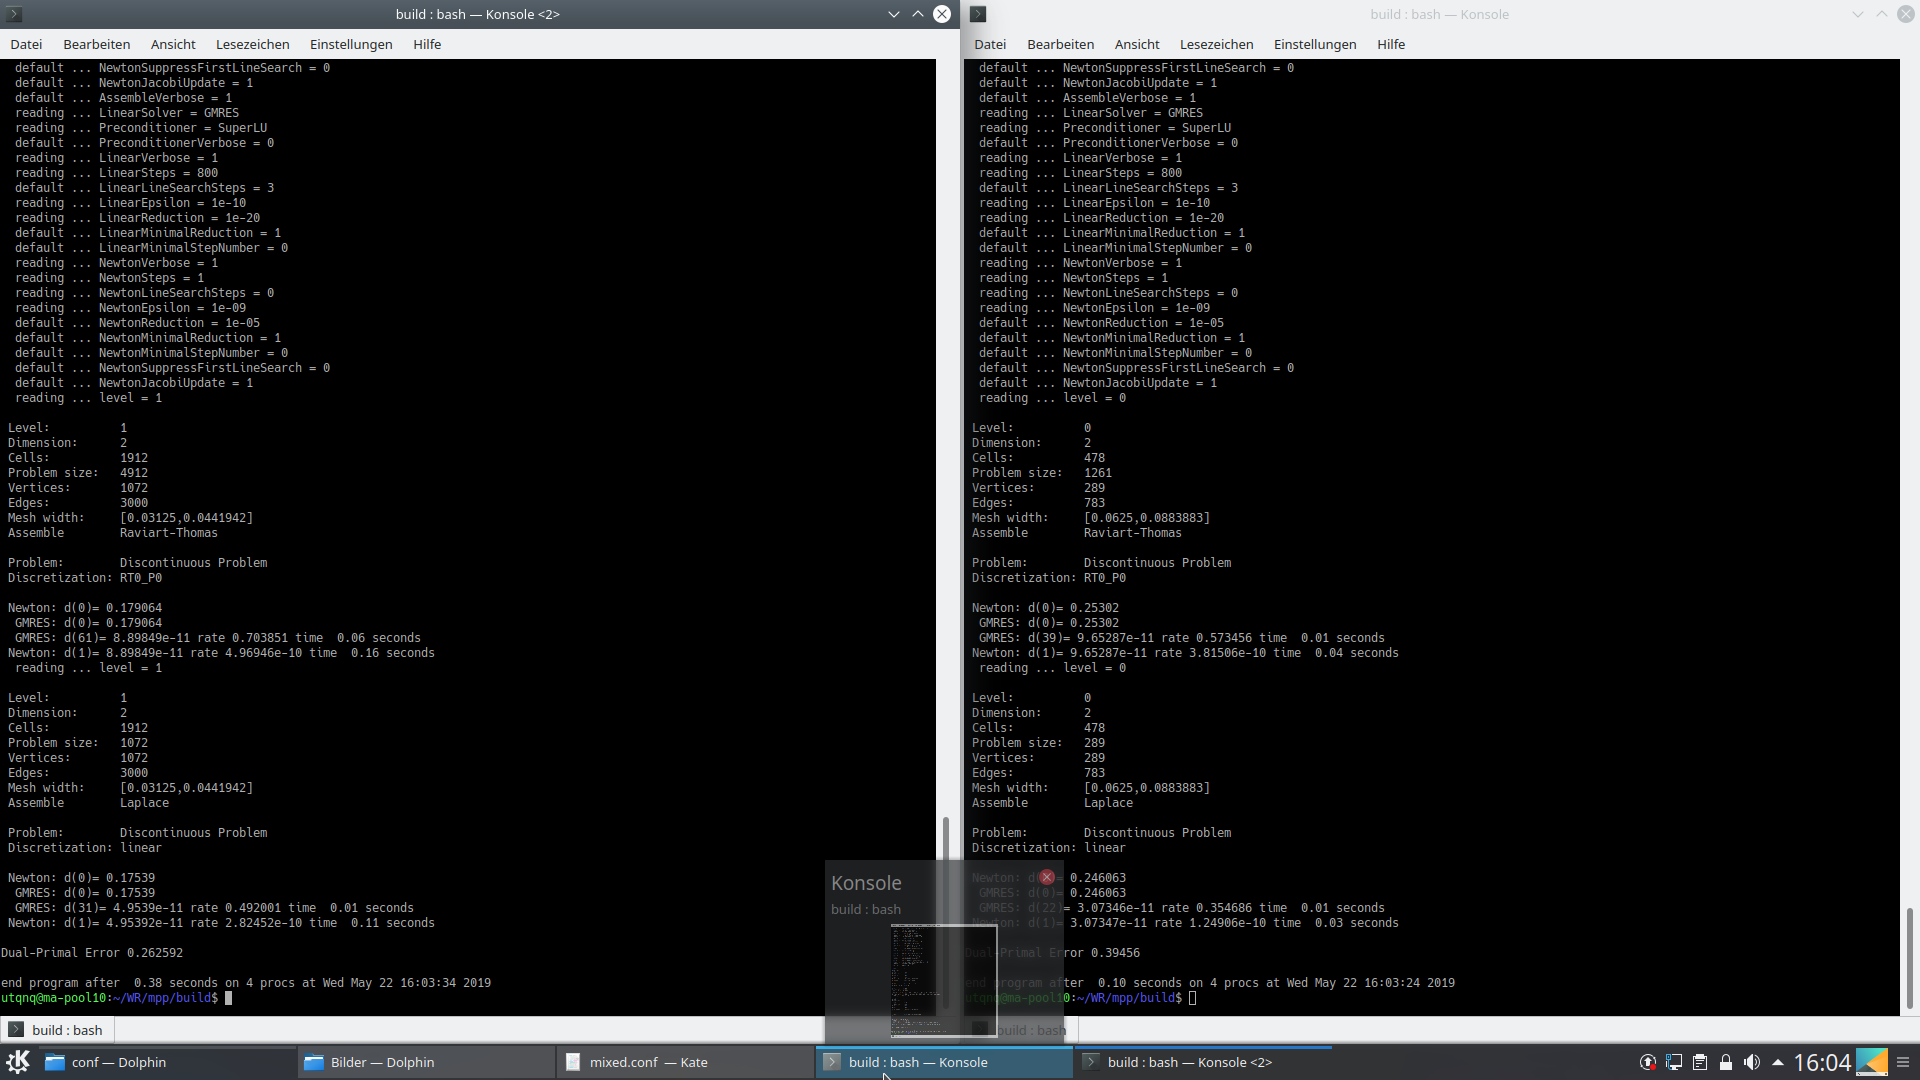 build : bash — Konsole <2>
Datei Bearbeiten Ansicht Lesezeichen Einstellungen Hilfe
default ... NewtonSuppressFirstLineSearch = 0
default ... NewtonJacobiUpdate = 1
default ... AssembleVerbose = 1
reading ... LinearSolver = GMRES
reading ... Preconditioner = SuperLU
default ... PreconditionerVerbose = 0
reading ... LinearVerbose = 1
reading ... LinearSteps = 800
default ... LinearLineSearchSteps = 3
reading ... LinearEpsilon = 1e-10
reading ... LinearReduction = 1e-20
default ... LinearMinimalReduction = 1
default ... LinearMinimalStepNumber = 0
reading ... NewtonVerbose = 1
reading ... NewtonSteps = 1
reading ... NewtonLineSearchSteps = 0
reading ... NewtonEpsilon = 1e-09
default ... NewtonReduction = 1e-05
default ... NewtonMinimalReduction = 1
default ... NewtonMinimalStepNumber = 0
default ... NewtonSuppressFirstLineSearch = 0
default ... NewtonJacobiUpdate = 1
reading ... level = 1
Level: 1
Dimension: 2
Cells: 1912
Problem size: 4912
Vertices: 1072
Edges: 3000
Mesh width: [0.03125,0.0441942]
Assemble Raviart-Thomas
Problem: Discontinuous Problem
Discretization: RT0_P0
Newton: d(0)= 0.179064
GMRES: d(0)= 0.179064
GMRES: d(61)= 8.89849e-11 rate 0.703851 time 0.06 seconds
Newton: d(1)= 8.89849e-11 rate 4.96946e-10 time 0.16 seconds
reading ... level = 1
Level: 1
Dimension: 2
Cells: 1912
Problem size: 1072
Vertices: 1072
Edges: 3000
Mesh width: [0.03125,0.0441942]
Assemble Laplace
Problem: Discontinuous Problem
Discretization: linear
Newton: d(0)= 0.17539
GMRES: d(0)= 0.17539
GMRES: d(31)= 4.9539e-11 rate 0.492001 time 0.01 seconds
Newton: d(1)= 4.95392e-11 rate 2.82452e-10 time 0.11 seconds
Dual-Primal Error 0.262592
end program after 0.38 seconds on 4 procs at Wed May 22 16:03:34 2019
utqnq@ma-pool10:~/WR/mpp/build$
build : bash
build : bash — Konsole
Datei Bearbeiten Ansicht Lesezeichen Einstellungen Hilfe
default ... NewtonSuppressFirstLineSearch = 0
default ... NewtonJacobiUpdate = 1
default ... AssembleVerbose = 1
reading ... LinearSolver = GMRES
reading ... Preconditioner = SuperLU
default ... PreconditionerVerbose = 0
reading ... LinearVerbose = 1
reading ... LinearSteps = 800
default ... LinearLineSearchSteps = 3
reading ... LinearEpsilon = 1e-10
reading ... LinearReduction = 1e-20
default ... LinearMinimalReduction = 1
default ... LinearMinimalStepNumber = 0
reading ... NewtonVerbose = 1
reading ... NewtonSteps = 1
reading ... NewtonLineSearchSteps = 0
reading ... NewtonEpsilon = 1e-09
default ... NewtonReduction = 1e-05
default ... NewtonMinimalReduction = 1
default ... NewtonMinimalStepNumber = 0
default ... NewtonSuppressFirstLineSearch = 0
default ... NewtonJacobiUpdate = 1
reading ... level = 0
Level: 0
Dimension: 2
Cells: 478
Problem size: 1261
Vertices: 289
Edges: 783
Mesh width: [0.0625,0.0883883]
Assemble Raviart-Thomas
Problem: Discontinuous Problem
Discretization: RT0_P0
Newton: d(0)= 0.25302
GMRES: d(0)= 0.25302
GMRES: d(39)= 9.65287e-11 rate 0.573456 time 0.01 seconds
Newton: d(1)= 9.65287e-11 rate 3.81506e-10 time 0.04 seconds
reading ... level = 0
Level: 0
Dimension: 2
Cells: 478
Problem size: 289
Vertices: 289
Edges: 783
Mesh width: [0.0625,0.0883883]
Assemble Laplace
Problem: Discontinuous Problem
Discretization: linear
Newton: d(0)= 0.246063
GMRES: d(0)= 0.246063
GMRES: d(22)= 3.07346e-11 rate 0.354686 time 0.01 seconds
Newton: d(1)= 3.07347e-11 rate 1.24906e-10 time 0.03 seconds
Dual-Primal Error 0.39456
end program after 0.10 seconds on 4 procs at Wed May 22 16:03:24 2019
utqnq@ma-pool10:~/WR/mpp/build$
build : bash
Konsole
build : bash
conf — Dolphin
Bilder — Dolphin
mixed.conf — Kate
build : bash — Konsole
build : bash — Konsole <2>
16:04